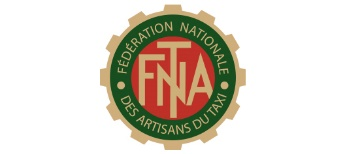 FÉDÉRATION NATIONALE
FNTA
DES ARTISANS DU TAXI